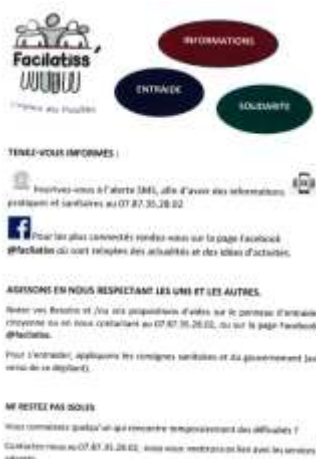 Facilatiss'
INFORMATIONS
ENTRAIDE
SOLIDARITE
TENEZ-VOUS INFORMES :
Inscrivez-vous à l'alerte SMS, afin d'avoir des informations
pratiques et sanitaires au 07.87.35.28.02
Pour les plus connectés rendez-vous sur la page Facebook
@facilatiss où sont relayées des actualités et des idées d'activités.
AGISSONS EN NOUS RESPECTANT LES UNS ET LES AUTRES.
Notez vos Besoins et /ou vos propositions d'aides sur le panneau d'entraide
citoyenne ou en nous contactant au 07.87.35.28.02, ou sur la page Facebook
@facilatiss.
Pour s'entraider, appliquons les consignes sanitaires et du gouvernement (au
verso de ce dépliant).
NE RESTEZ PAS ISOLES
Vous connaissez quelqu'un qui rencontre temporairement des difficultés ?
Contactez-nous au 07.87.35.28.02, nous vous mettrons en lien avec les services